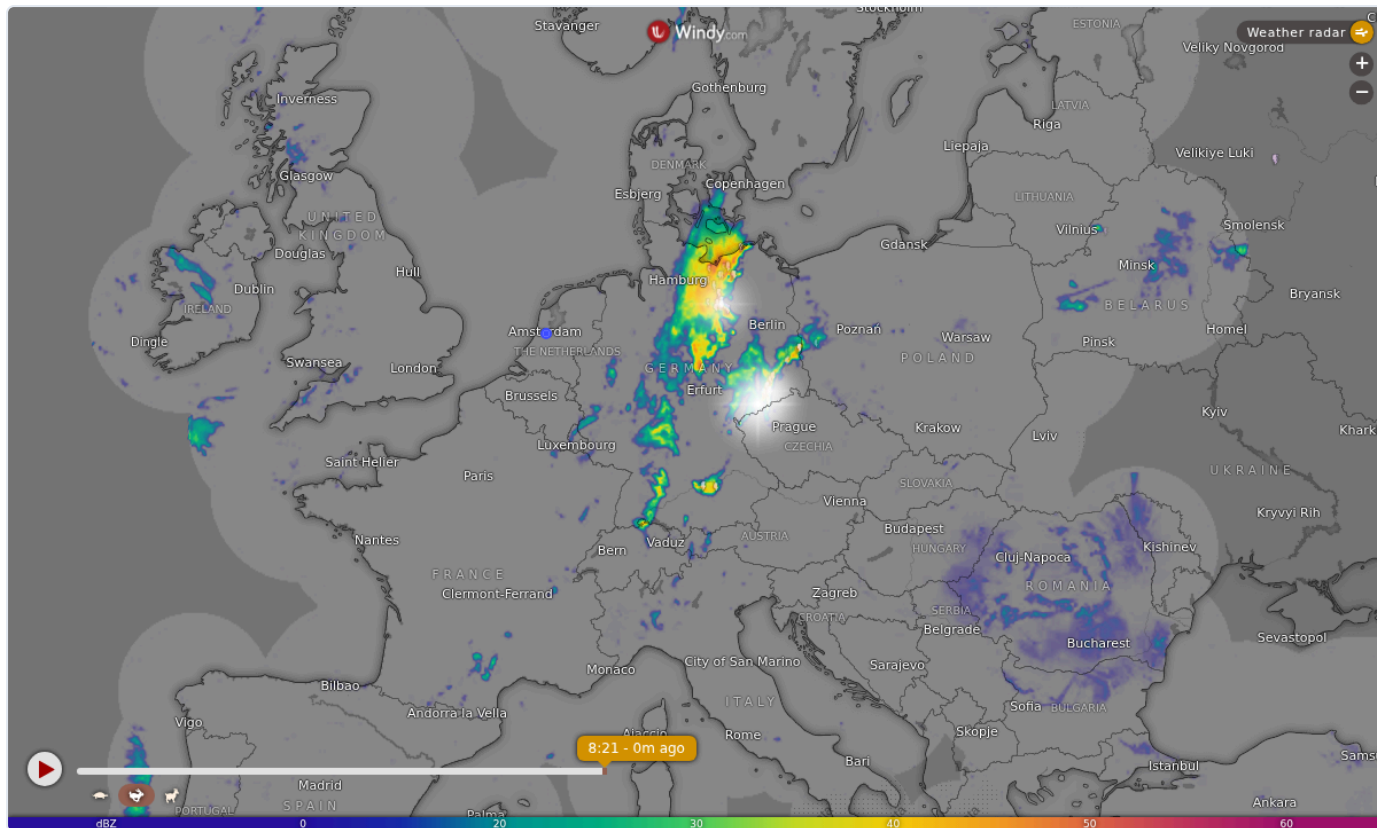 Stavanger
Stockholm
Windy.com
ESTONIA
Weather radar
Veliky Novgorod
+
−
Gothenburg
Inverness
LATVIA
Riga
Liepaja
Velikiye Luki
DENMARK
Glasgow
Copenhagen
Esbjerg
LITHUANIA
UNITED
KINGDOM
Vilnius
Smolensk
Gdansk
Douglas
Hull
Minsk
Hamburg
Dublin
Bryansk
IRELAND
BELARUS
Amsterdam
Berlin
Poznań
Homel
Dingle
Warsaw
Pinsk
THE NETHERLANDS
POLAND
Swansea
London
GERMANY
Erfurt
Brussels
Kyiv
Prague
Krakow
Lviv
Khark
Luxembourg
CZECHIA
Saint Helier
Paris
UKRAINE
SLOVAKIA
Vienna
Kryvyi Rih
Budapest
Nantes
AUSTRIA
Vaduz
Bern
HUNGARY
Kishinev
Cluj-Napoca
FRANCE
ROMANIA
Clermont-Ferrand
Zagreb
SERBIA
CROATIA
Belgrade
Bucharest
Sevastopol
City of San Marino
Monaco
Sarajevo
Bilbao
ITALY
Sofia
BULGARIA
Andorra la Vella
Vigo
Ajaccio
Rome
Skopje
8:21 - 0m ago
Bari
Samsu
Istanbul
Madrid
SPAIN
Ankara
PORTUGAL
Palma
dBZ 0 20 30 40 50 60